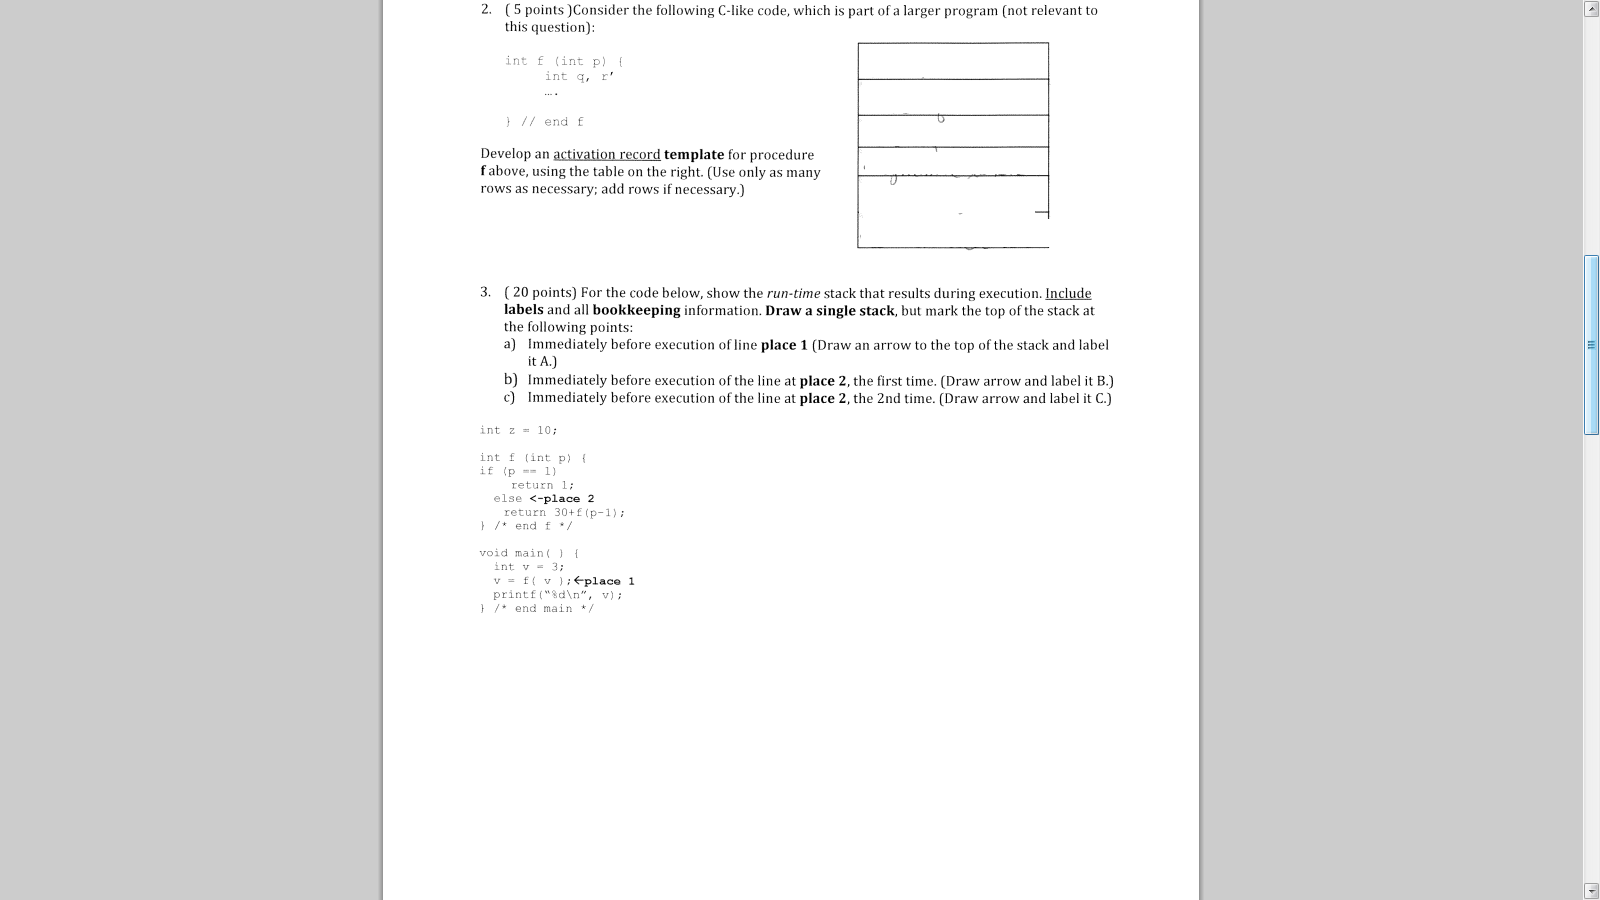 2. ( 5 points )Consider the following C-like code, which is part of a larger program (not relevant to
this question):
int f (int p) {
int q, r’
….
} // end f
Develop an activation record template for procedure
f above, using the table on the right. (Use only as many
rows as necessary; add rows if necessary.)
3. ( 20 points) For the code below, show the run-time stack that results during execution. Include
labels and all bookkeeping information. Draw a single stack, but mark the top of the stack at
the following points:
a) Immediately before execution of line place 1 (Draw an arrow to the top of the stack and label
it A.)
b) Immediately before execution of the line at place 2, the first time. (Draw arrow and label it B.)
c) Immediately before execution of the line at place 2, the 2nd time. (Draw arrow and label it C.)
int z = 10;
int f (int p) {
if (p == 1)
return 1;
else <-place 2
return 30+f(p-1);
} /* end f */
void main( ) {
int v = 3;
v = f( v );←place 1
printf(“%d\n”, v);
} /* end main */